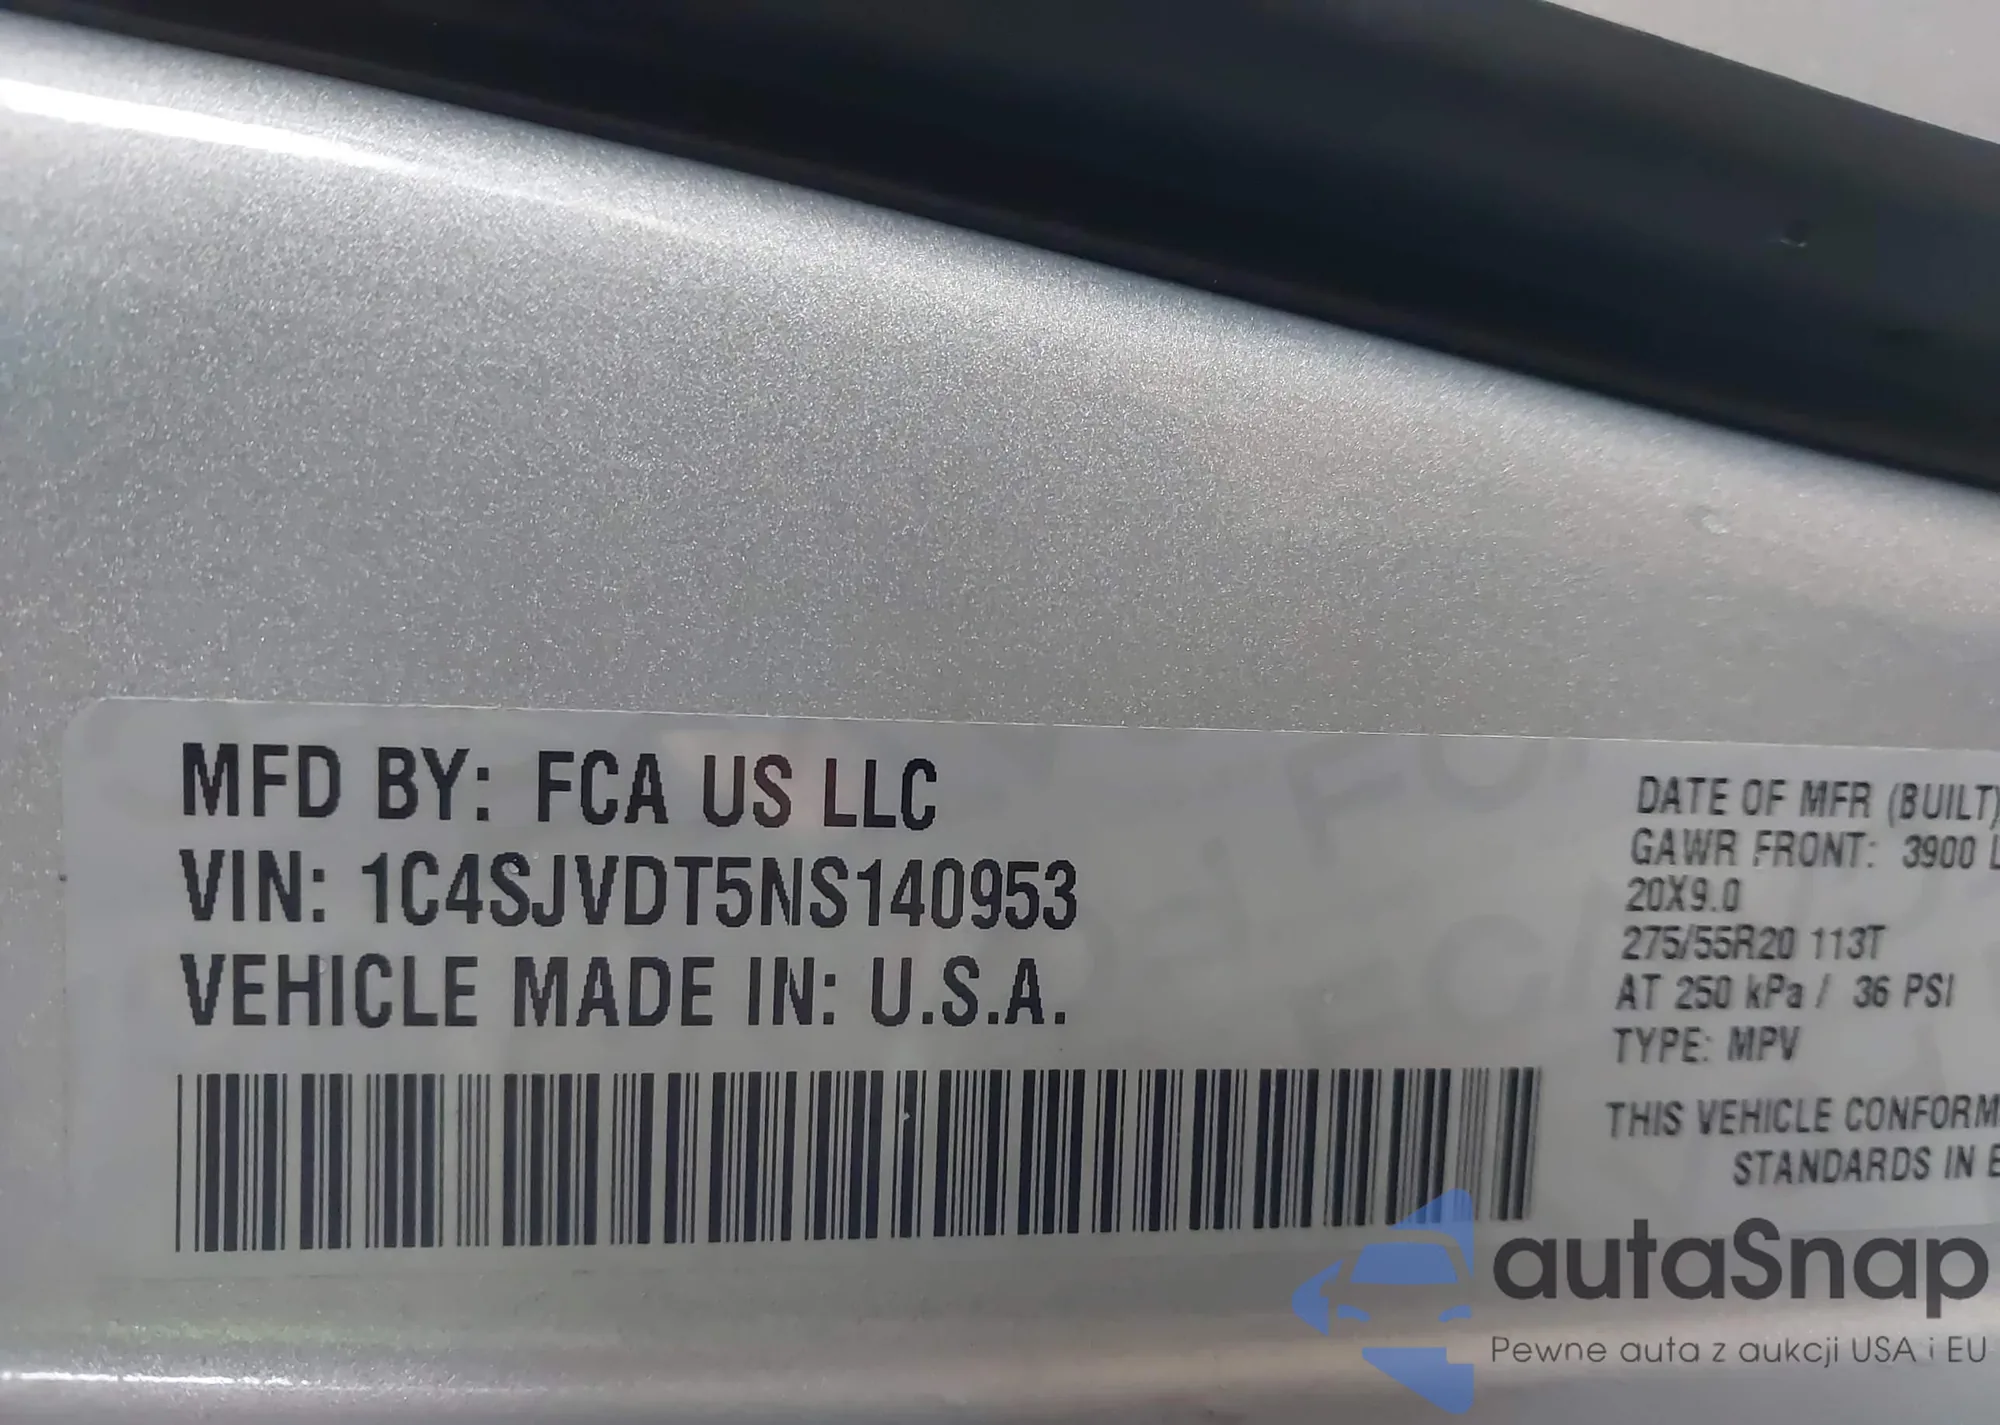 MFD BY: FCA US LLC
VIN: 1C4SJVDT5NS140953
VEHICLE MADE IN: U.S.A.
DATE OF MFR (BUILT)
GAWR FRONT: 3900 L
20X9.0
275/55R20 113T
AT 250 kPa / 36 PSI
TYPE: MPV
THIS VEHICLE CONFORM
STANDARDS IN E
autaSnap
Pewne auta z aukcji USA i EU